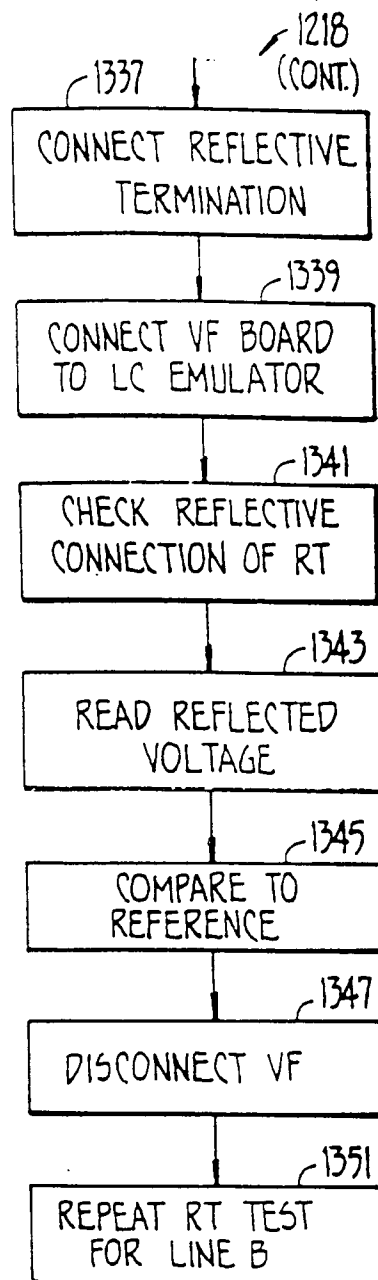 1218
(CONT.)
1337
CONNECT REFLECTIVE
TERMINATION
1339
CONNECT VF BOARD
TO LC EMULATOR
1341
CHECK REFLECTIVE
CONNECTION OF RT
1343
READ REFLECTED
VOLTAGE
1345
COMPARE TO
REFERENCE
1347
DISCONNECT VF
1351
REPEAT RT TEST
FOR LINE B